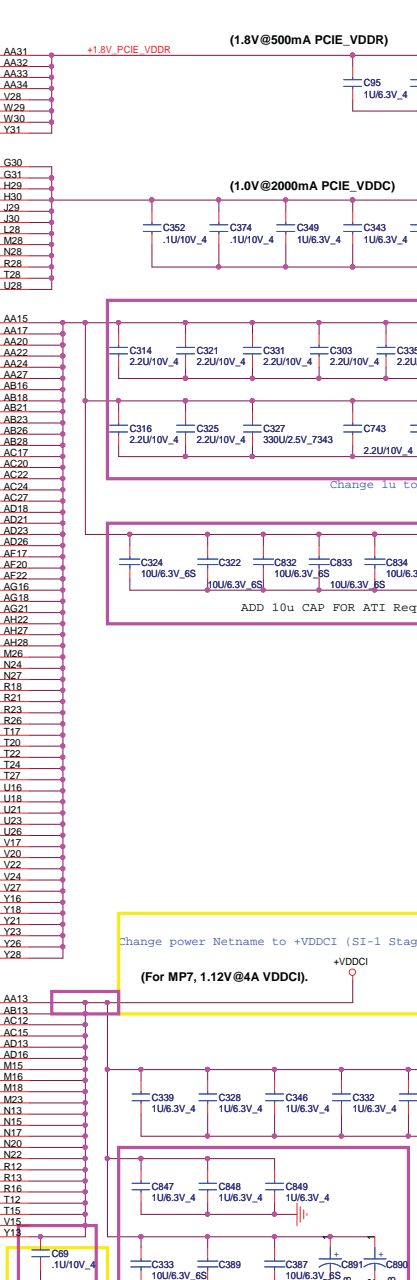 (1.8V@500mA PCIE_VDDR)
AA31
+1.8V_PCIE_VDDR
AA32
AA33
AA34
V28
W29
W30
Y31
C95
1U/6.3V_4
G30
G31
H29
H30
J29
J30
L28
M28
N28
R28
T28
U28
(1.0V@2000mA PCIE_VDDC)
C352
.1U/10V_4
C374
.1U/10V_4
C349
1U/6.3V_4
C343
1U/6.3V_4
AA15
AA17
AA20
AA22
AA24
AA27
AB16
AB18
AB21
AB23
AB26
AB28
AC17
AC20
AC22
AC24
AC27
AD18
AD21
AD23
AD26
AF17
AF20
AF22
AG16
AG18
AG21
AH22
AH27
AH28
M26
N24
N27
R18
R21
R23
R26
T17
T20
T22
T24
T27
U16
U18
U21
U23
U26
V17
V20
V22
V24
V27
Y16
Y18
Y21
Y23
Y26
Y28
C314
2.2U/10V_4
C321
2.2U/10V_4
C331
2.2U/10V_4
C303
2.2U/10V_4
C335
2.2U
C316
2.2U/10V_4
C325
2.2U/10V_4
C327
330U/2.5V_7343
C743
2.2U/10V_4
Change 1u to
C324
10U/6.3V_6S
C322
10U/6.3V_6S
C832
10U/6.3V_6S
C833
10U/6.3V_6S
C834
10U/6.3
ADD 10u CAP FOR ATI Req
Change power Netname to +VDDCI (SI-1 Stag
+VDDCI
(For MP7, 1.12V@4A VDDCI).
AA13
AB13
AC12
AC15
AD13
AD16
M15
M16
M18
M23
N13
N15
N17
N20
N22
R12
R13
R16
T12
T15
V15
Y13
C339
1U/6.3V_4
C328
1U/6.3V_4
C346
1U/6.3V_4
C332
1U/6.3V_4
C847
1U/6.3V_4
C848
1U/6.3V_4
C849
1U/6.3V_4
C69
.1U/10V_4
C333
10U/6.3V_6S
C389
C387
10U/6.3V_6S
+
C891
+
C890